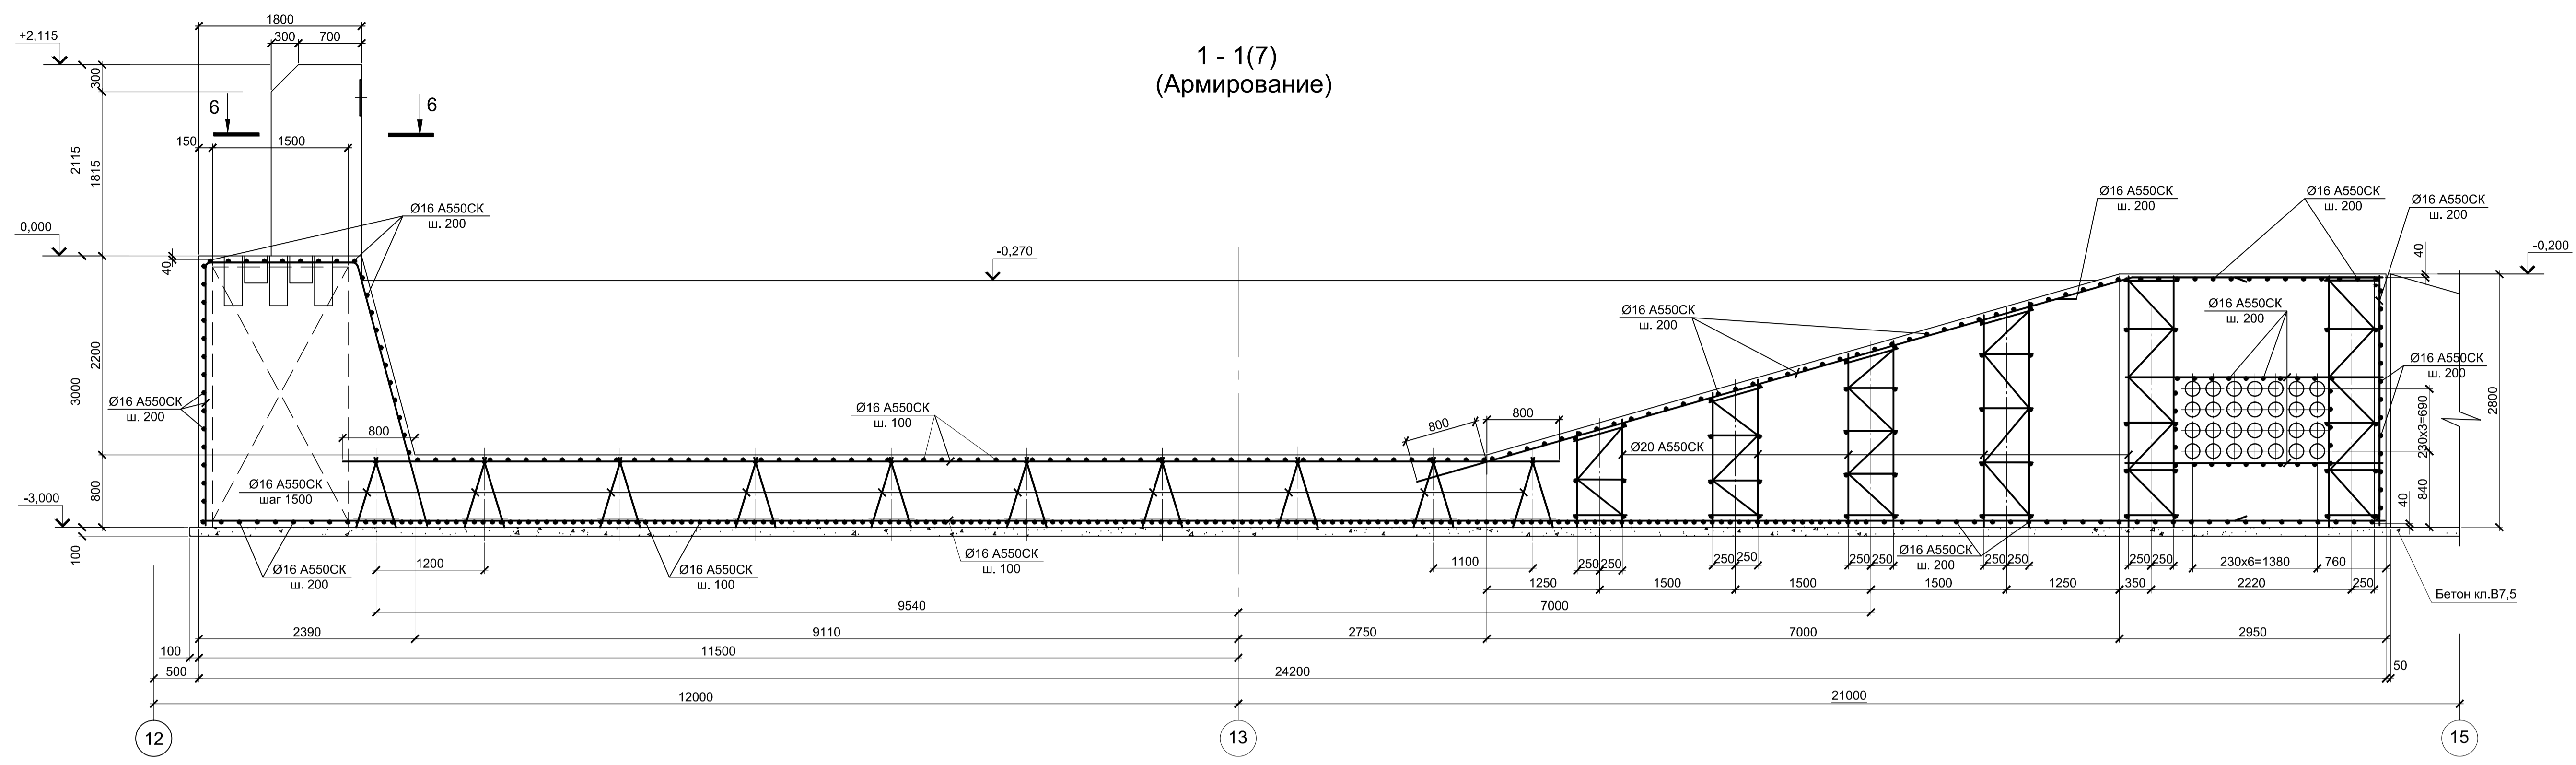 1 - 1(7)
(Армирование)
1800
+2,115
300
700
300
6
6
150
1500
2115
1815
Ø16 А550СК
ш. 200
0,000
40
-0,270
Ø16 А550СК
ш. 200
Ø16 А550СК
ш. 200
Ø16 А550СК
ш. 200
-0,200
40
Ø16 А550СК
ш. 200
Ø16 А550СК
ш. 200
2200
3000
Ø16 А550СК
ш. 200
Ø16 А550СК
ш. 200
2800
230х3=690
Ø16 А550СК
ш. 100
800
800
800
Ø20 А550СК
Ø16 А550СК
шаг 1500
-3,000
800
40
840
100
Ø16 А550СК
ш. 200
1200
Ø16 А550СК
ш. 100
Ø16 А550СК
ш. 100
1100
250
250
250
250
250
250
Ø16 А550СК
ш. 200
250
250
250
250
230х6=1380
760
1250
1500
1500
1500
1250
350
2220
250
Бетон кл.В7,5
9540
7000
2390
9110
2750
7000
2950
100
11500
500
24200
50
12000
21000
12
13
15